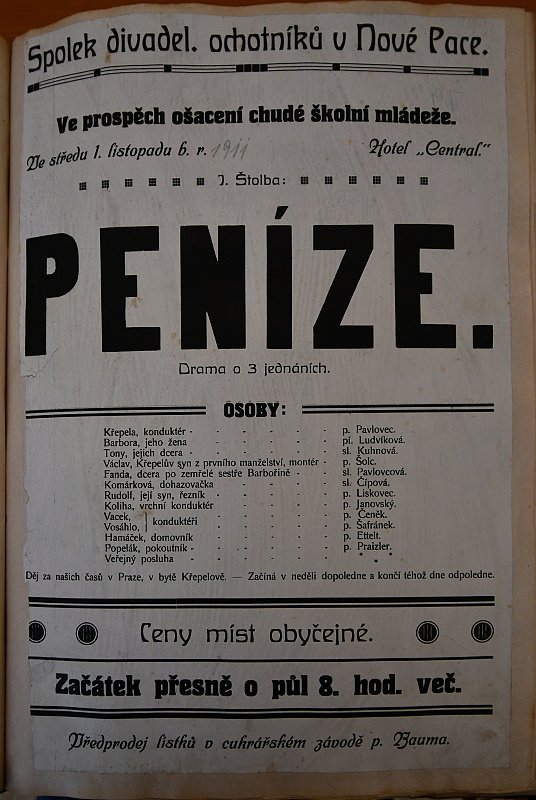 Spolek divadel. ochotníků v Nové Pace.
Ve prospěch ošacení chudé školní mládeže.
Ve středu 1. listopadu b. r. 1911 Hotel „Central."
J. Štolba:
PENÍZE.
Drama o 3 jednáních.
OSOBY:
Křepela, konduktér - - - - - - p. Pavlovec.
Barbora, jeho žena - - - - - pí. Ludvíková.
Tony, jejich dcera - - - - - - sl. Kuhnová.
Václav, Křepelův syn z prvního manželství, montér - p. Šolc.
Fanda, dcera po zemřelé sestře Barbořině - - sl. Pavlovcová.
Komárková, dohazovačka - - - - - sl. Čípová.
Rudolf, její syn, řezník - - - - - p. Lískovec.
Koliha, vrchní konduktér - - - - - p. Janovský.
Vacek, } konduktéři - - - - - p. Čeněk.
Vosáhlo, } - - - - - p. Šafránek.
Hamáček, domovník - - - - - p. Ettelt.
Popelák, pokoutník - - - - - - p. Praizler.
Veřejný posluha - - - - - - * * *
Děj za našich časů v Praze, v bytě Křepelově. — Začíná v neděli dopoledne a končí téhož dne odpoledne.
Ceny míst obyčejné.
Začátek přesně o půl 8. hod. več.
Předprodej lístků v cukrářském závodě p. Bauma.